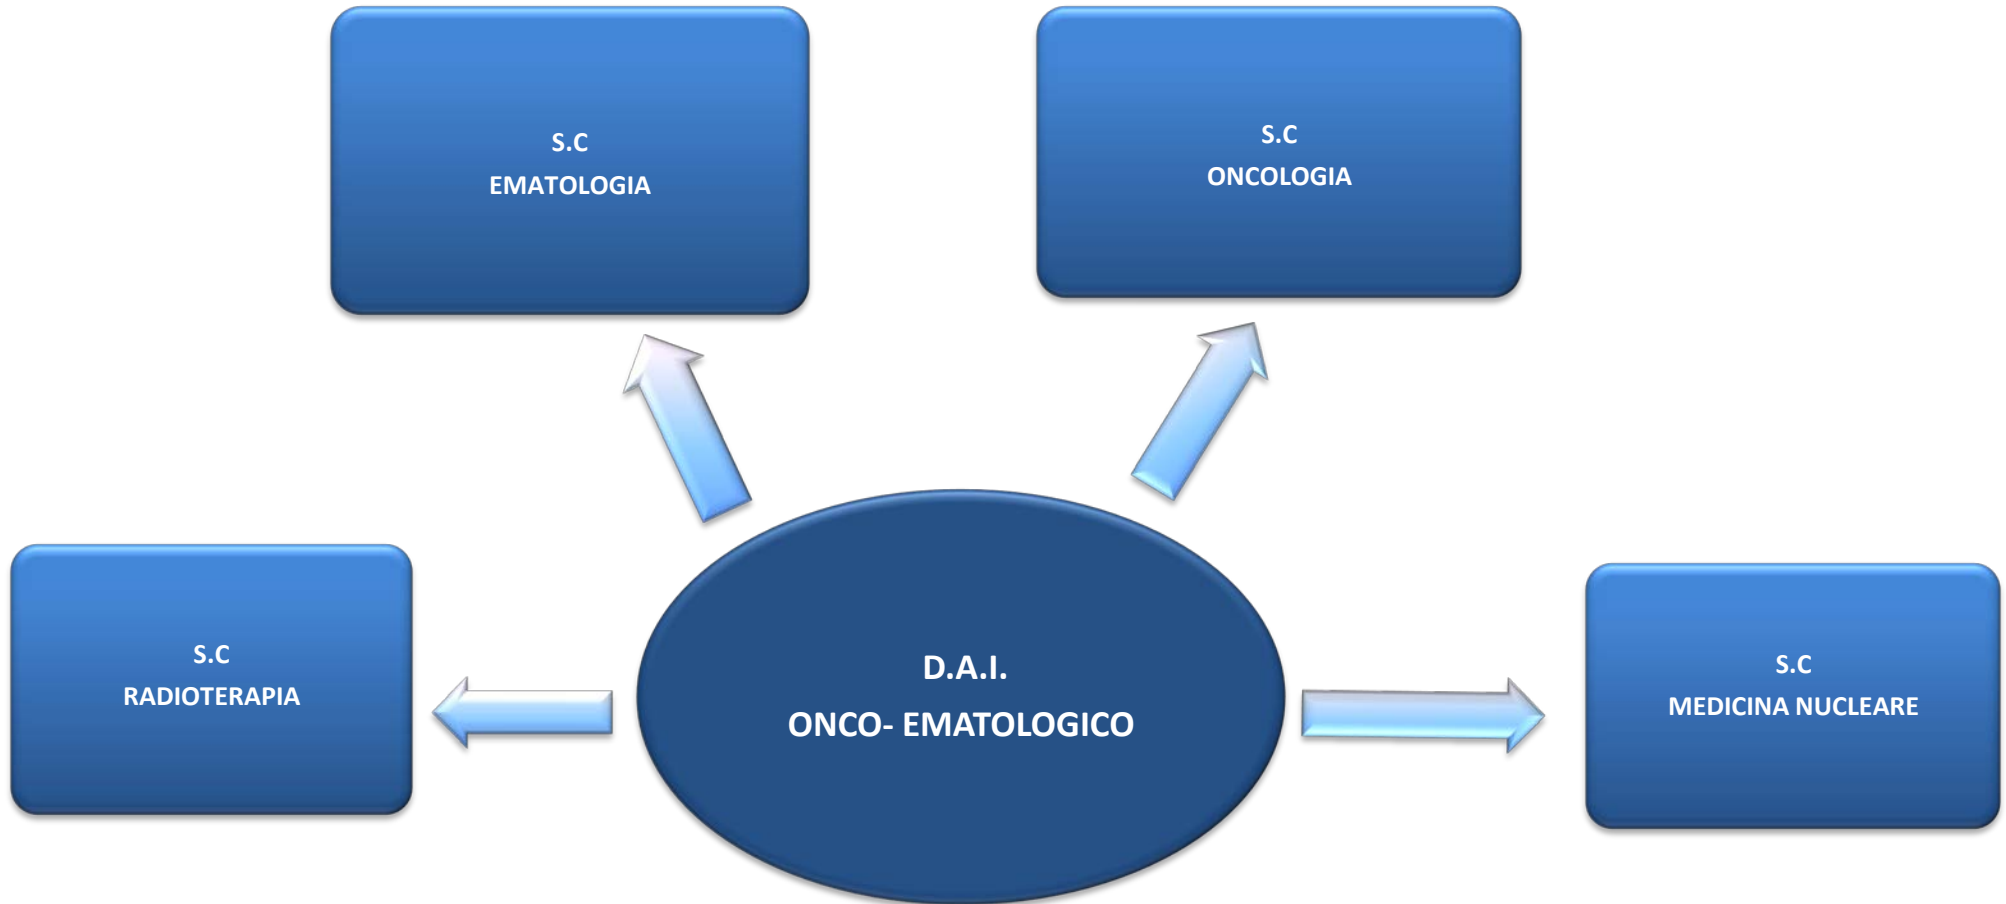 S.C
EMATOLOGIA
S.C
ONCOLOGIA
S.C
RADIOTERAPIA
D.A.I.
ONCO- EMATOLOGICO
S.C
MEDICINA NUCLEARE